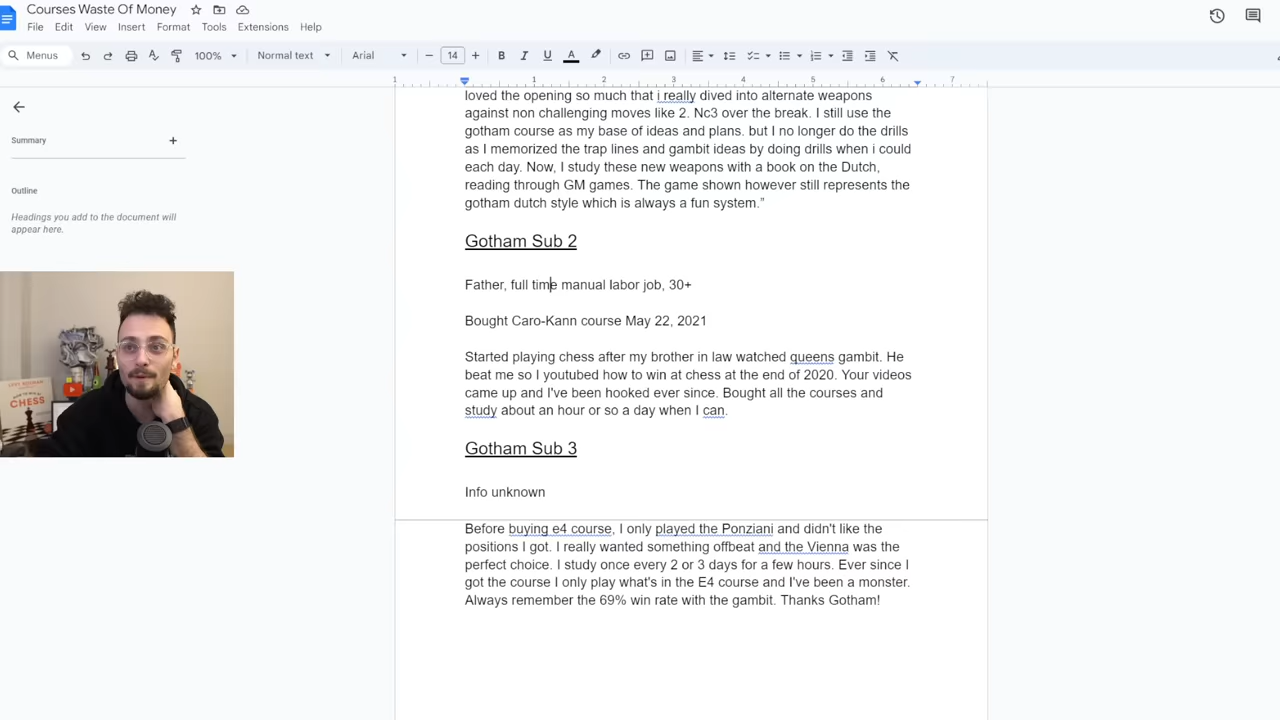 Courses Waste Of Money
File Edit View Insert Format Tools Extensions Help
Menus 100% Normal text Arial 14 B I U A
1 1 2 3 4 5 6 7
Summary
Outline
Headings you add to the document will
appear here.
loved the opening so much that i really dived into alternate weapons
against non challenging moves like 2. Nc3 over the break. I still use the
gotham course as my base of ideas and plans. but I no longer do the drills
as I memorized the trap lines and gambit ideas by doing drills when i could
each day. Now, I study these new weapons with a book on the Dutch,
reading through GM games. The game shown however still represents the
gotham dutch style which is always a fun system.”
Gotham Sub 2
Father, full time manual labor job, 30+
Bought Caro-Kann course May 22, 2021
Started playing chess after my brother in law watched queens gambit. He
beat me so I youtubed how to win at chess at the end of 2020. Your videos
came up and I've been hooked ever since. Bought all the courses and
study about an hour or so a day when I can.
Gotham Sub 3
Info unknown
Before buying e4 course, I only played the Ponziani and didn't like the
positions I got. I really wanted something offbeat and the Vienna was the
perfect choice. I study once every 2 or 3 days for a few hours. Ever since I
got the course I only play what's in the E4 course and I've been a monster.
Always remember the 69% win rate with the gambit. Thanks Gotham!
CHESS